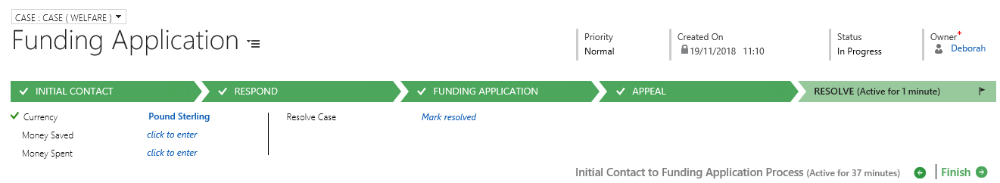 CASE : CASE ( WELFARE )
Funding Application
Priority
Normal
Created On
19/11/2018 11:10
Status
In Progress
Owner*
Deborah
INITIAL CONTACT
RESPOND
FUNDING APPLICATION
APPEAL
RESOLVE (Active for 1 minute)
Currency Pound Sterling
Money Saved click to enter
Money Spent click to enter
Resolve Case Mark resolved
Initial Contact to Funding Application Process (Active for 37 minutes)
Finish